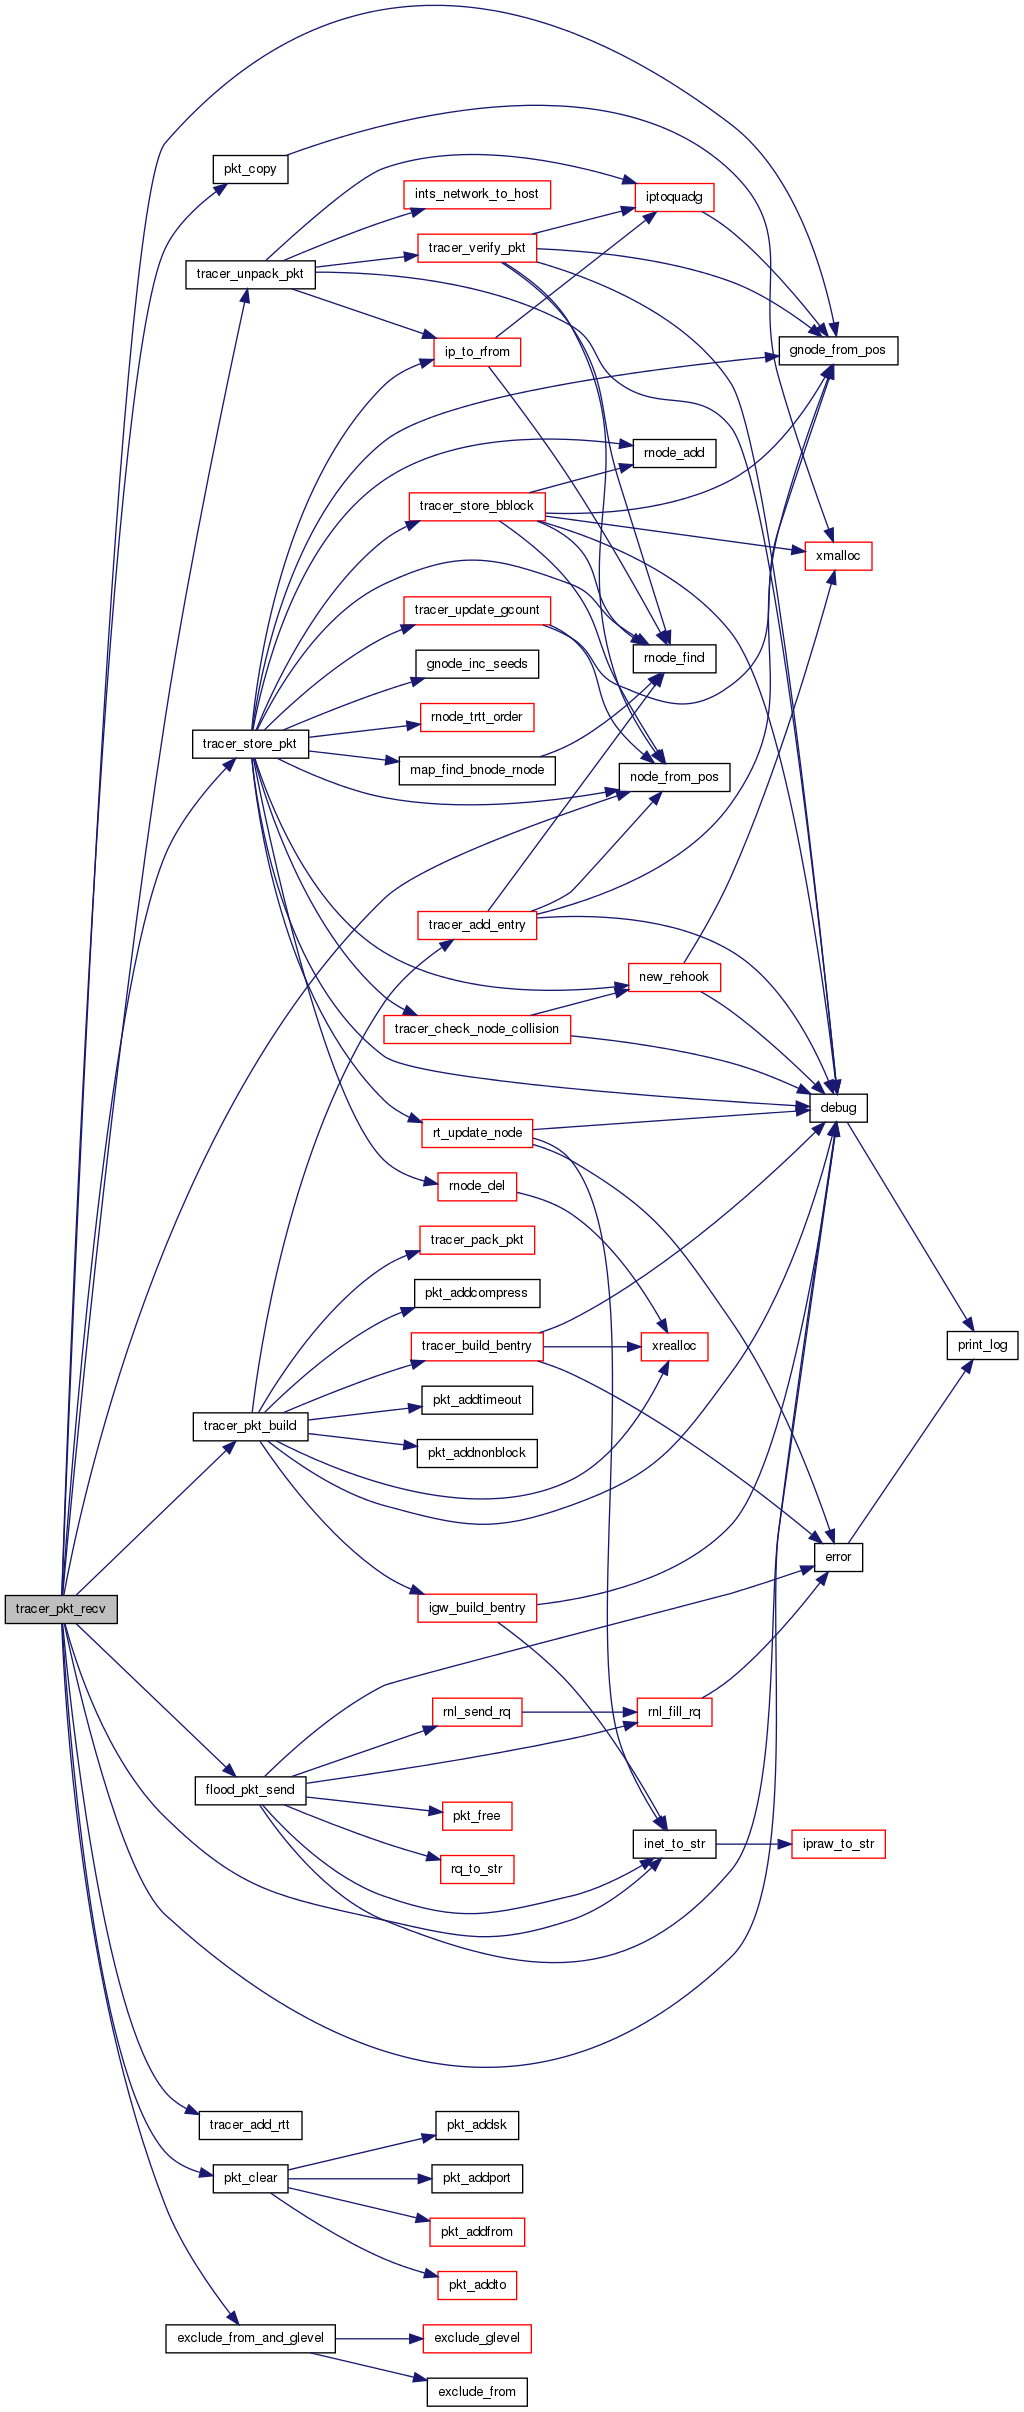 pkt_copy
ints_network_to_host
iptoquadg
tracer_verify_pkt
tracer_unpack_pkt
ip_to_rfrom
gnode_from_pos
rnode_add
tracer_store_bblock
xmalloc
tracer_update_gcount
rnode_find
gnode_inc_seeds
rnode_trtt_order
tracer_store_pkt
map_find_bnode_rnode
node_from_pos
tracer_add_entry
new_rehook
tracer_check_node_collision
debug
rt_update_node
rnode_del
tracer_pack_pkt
pkt_addcompress
tracer_build_bentry
xrealloc
print_log
pkt_addtimeout
tracer_pkt_build
pkt_addnonblock
error
tracer_pkt_recv
igw_build_bentry
rnl_send_rq
rnl_fill_rq
flood_pkt_send
pkt_free
inet_to_str
ipraw_to_str
rq_to_str
tracer_add_rtt
pkt_addsk
pkt_clear
pkt_addport
pkt_addfrom
pkt_addto
exclude_from_and_glevel
exclude_glevel
exclude_from